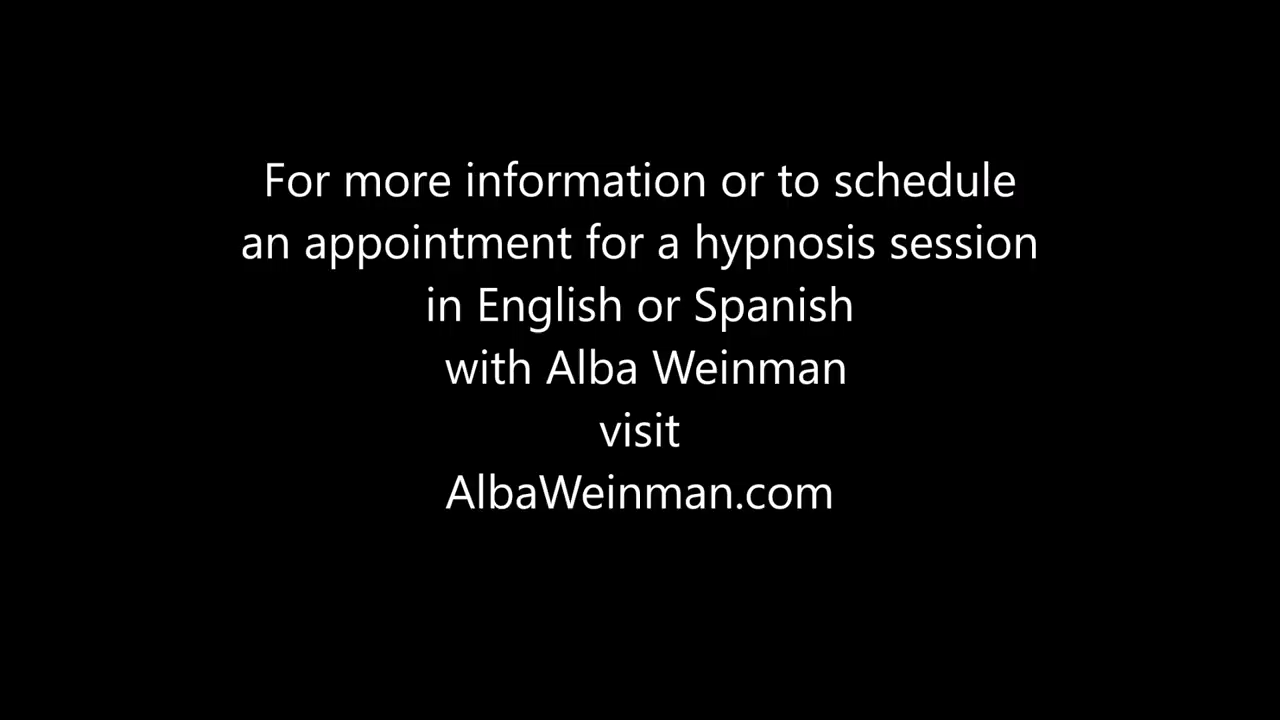 For more information or to schedule
an appointment for a hypnosis session
in English or Spanish
with Alba Weinman
visit
AlbaWeinman.com